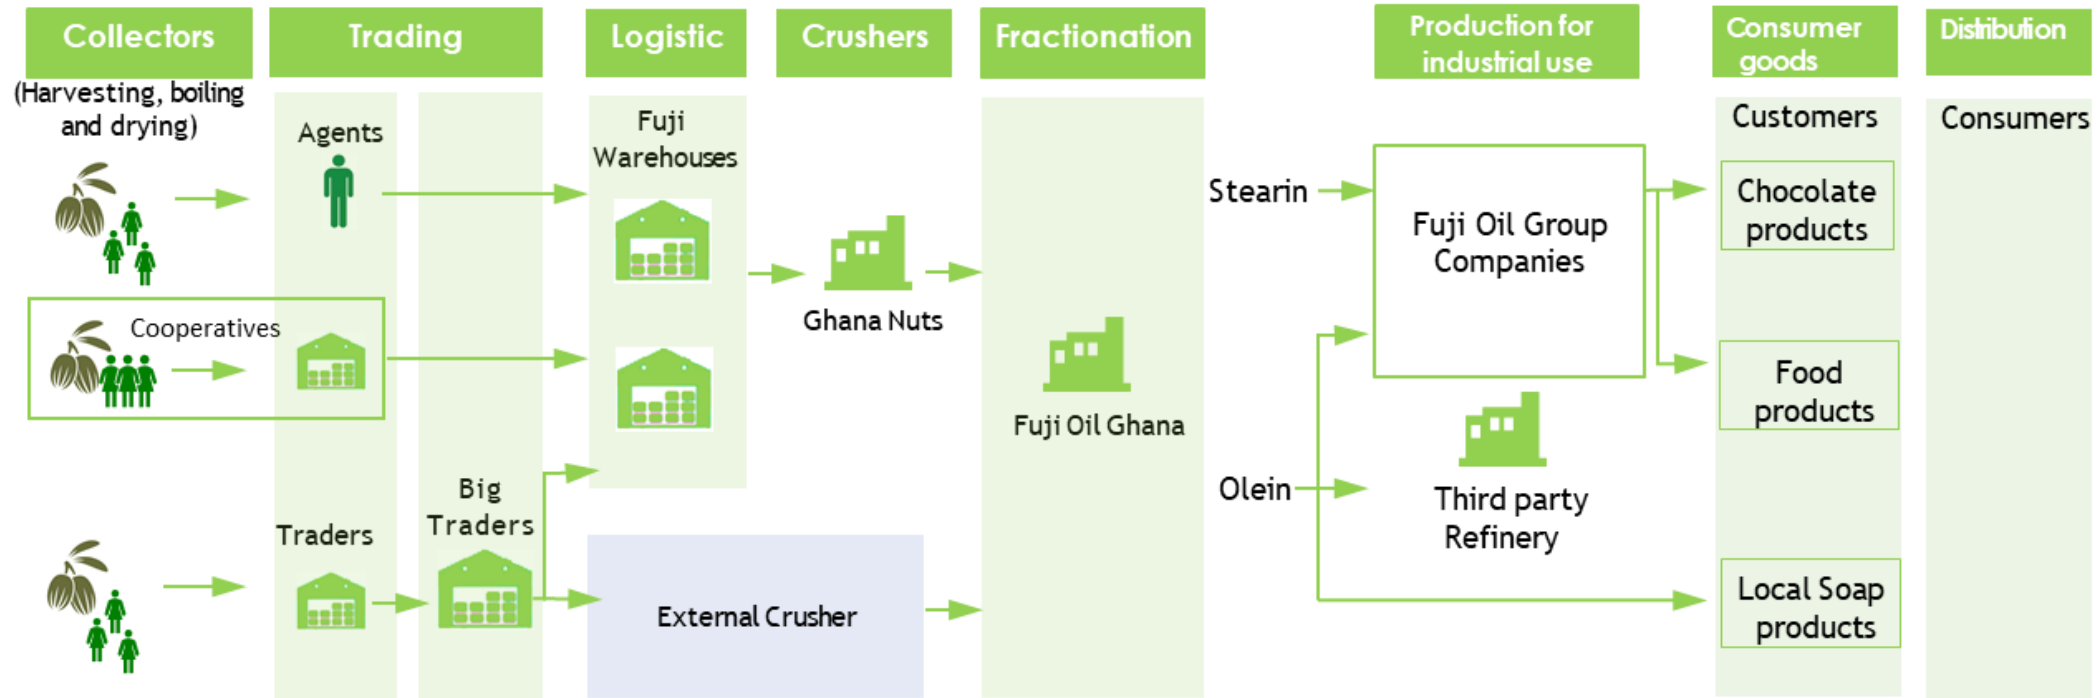 Collectors
Trading
Logistic
Crushers
Fractionation
Production for
industrial use
Consumer
goods
Distribution
(Harvesting, boiling
and drying)
Agents
Fuji
Warehouses
Customers
Consumers
Stearin
Fuji Oil Group
Companies
Chocolate
products
Cooperatives
Ghana Nuts
Fuji Oil Ghana
Food
products
Olein
Third party
Refinery
Traders
Big
Traders
External Crusher
Local Soap
products